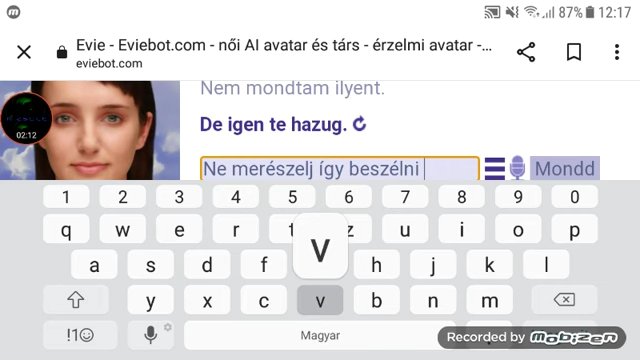 m 87% 12:17
Evie - Eviebot.com - női AI avatar és társ - érzelmi avatar -...
eviebot.com
Nem mondtam ilyent.
De igen te hazug.
02:12
Ne merészelj így beszélni Mondd
1 2 3 4 5 6 7 8 9 0
q w e r t z u i o p
v
a s d f h j k l
y x c v b n m
!1 Magyar
Recorded by Mobizen